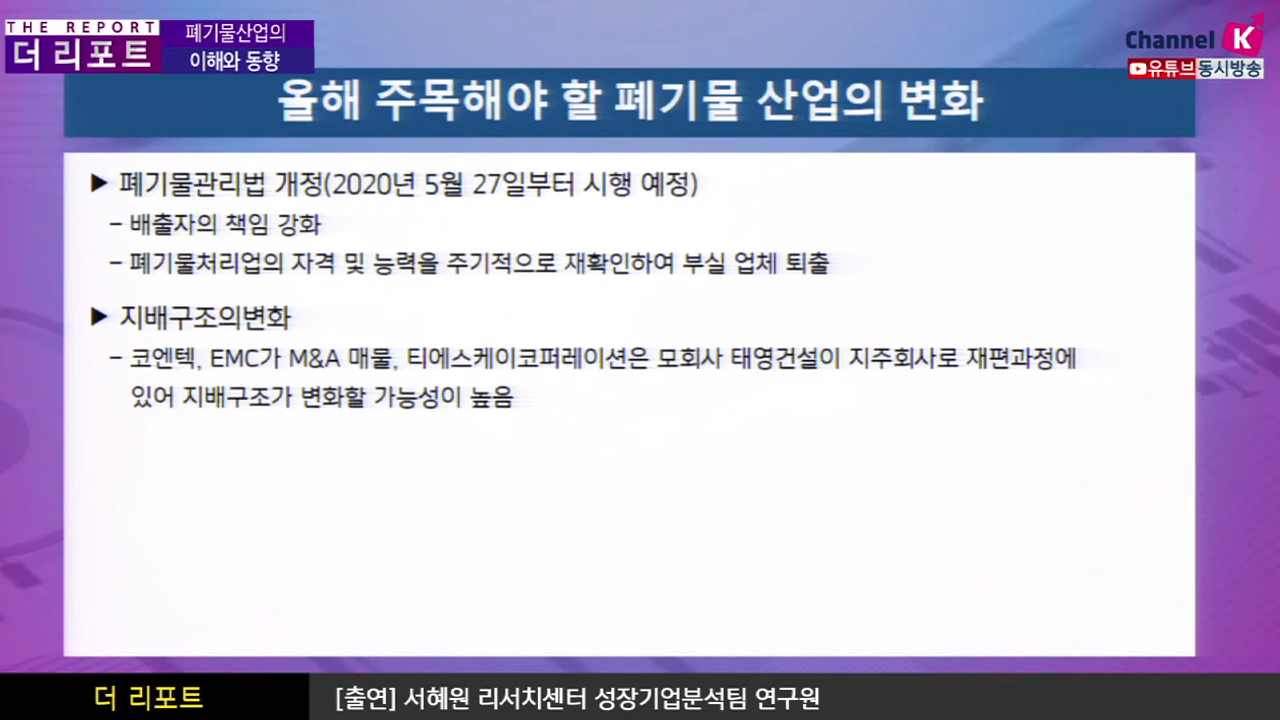 THE REPORT
더 리포트
폐기물산업의
이해와 동향
Channel K
유튜브동시방송
올해 주목해야 할 폐기물 산업의 변화
▶ 폐기물관리법 개정(2020년 5월 27일부터 시행 예정)
- 배출자의 책임 강화
- 폐기물처리업의 자격 및 능력을 주기적으로 재확인하여 부실 업체 퇴출
▶ 지배구조의변화
- 코엔텍, EMC가 M&A 매물, 티에스케이코퍼레이션은 모회사 태영건설이 지주회사로 재편과정에
있어 지배구조가 변화할 가능성이 높음
더 리포트
[출연] 서혜원 리서치센터 성장기업분석팀 연구원